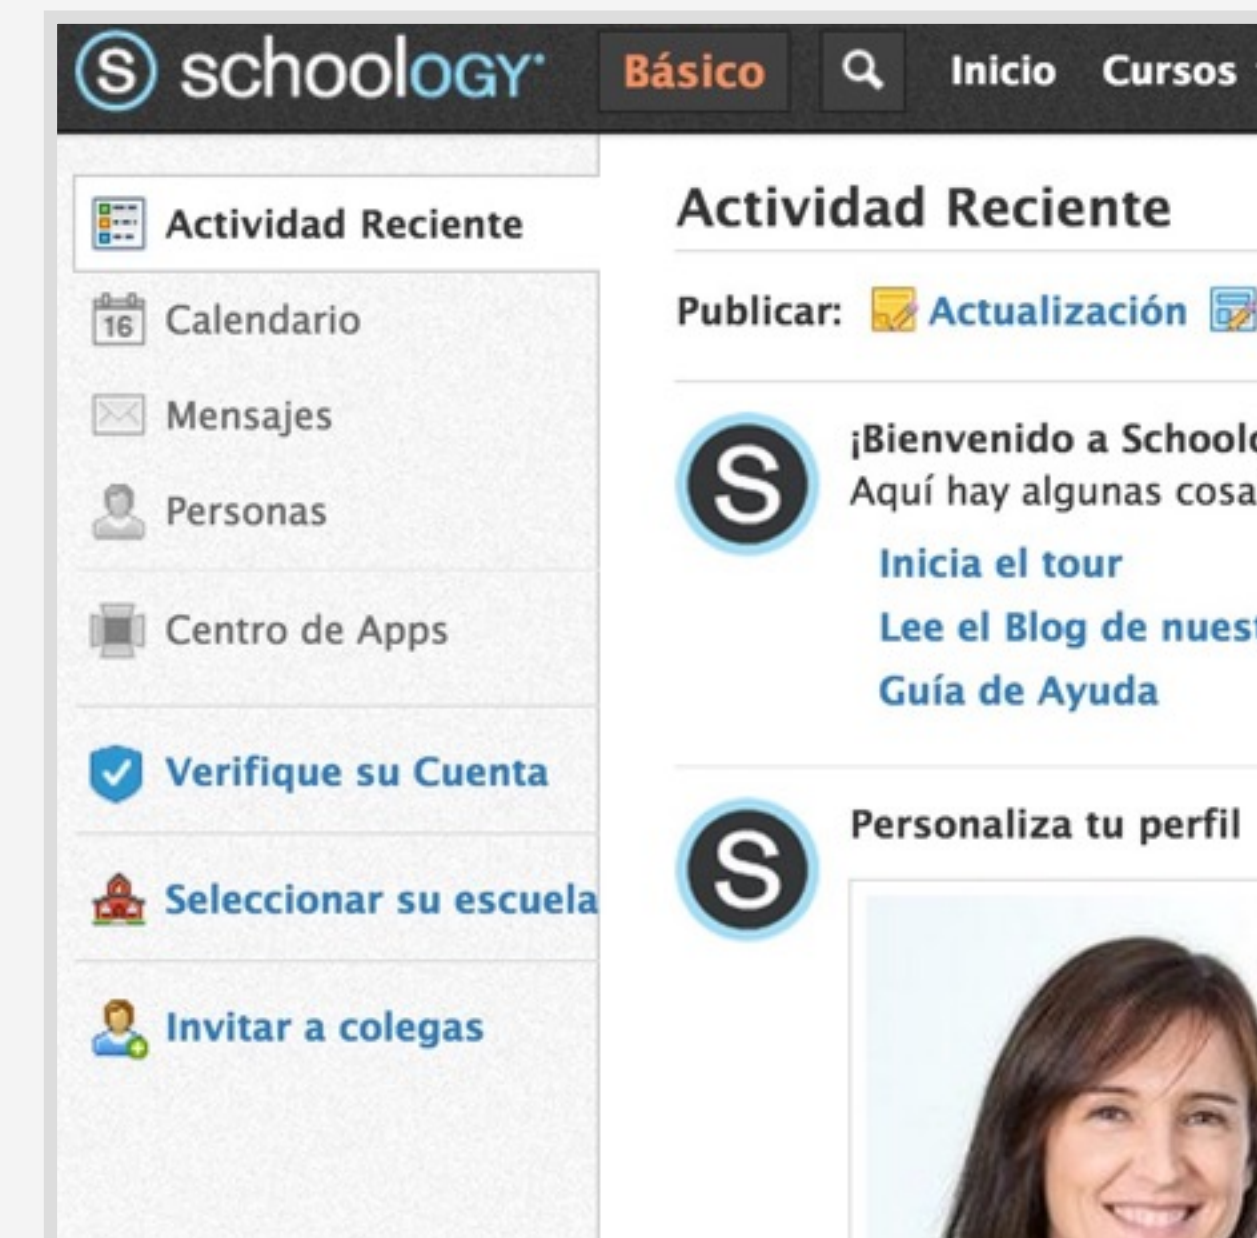 S schoology Básico Inicio Cursos
Actividad Reciente
16 Calendario
Mensajes
Personas
Centro de Apps
Verifique su Cuenta
Seleccionar su escuela
Invitar a colegas
Actividad Reciente
Publicar: Actualización
S
¡Bienvenido a
Aquí hay algunas
Inicia el tour
Lee el Blog de
Guía de Ayuda
S
Personaliza tu perfil